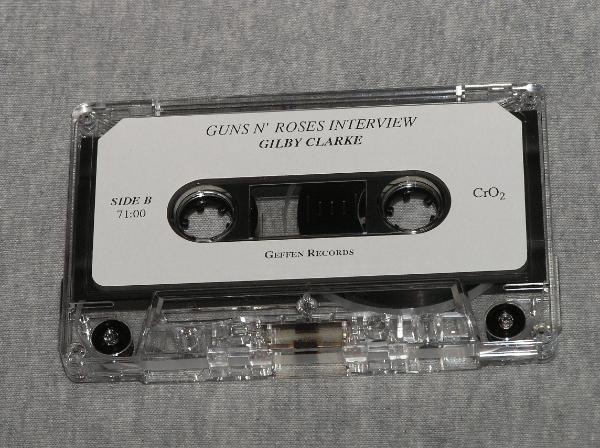 GUNS N' ROSES INTERVIEW
GILBY CLARKE
SIDE B
71:00
CrO2
GEFFEN RECORDS